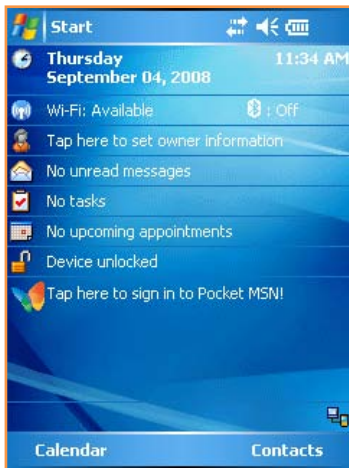 Start
Thursday 11:34 AM
September 04, 2008
Wi-Fi: Available : Off
Tap here to set owner information
No unread messages
No tasks
No upcoming appointments
Device unlocked
Tap here to sign in to Pocket MSN!
Calendar Contacts